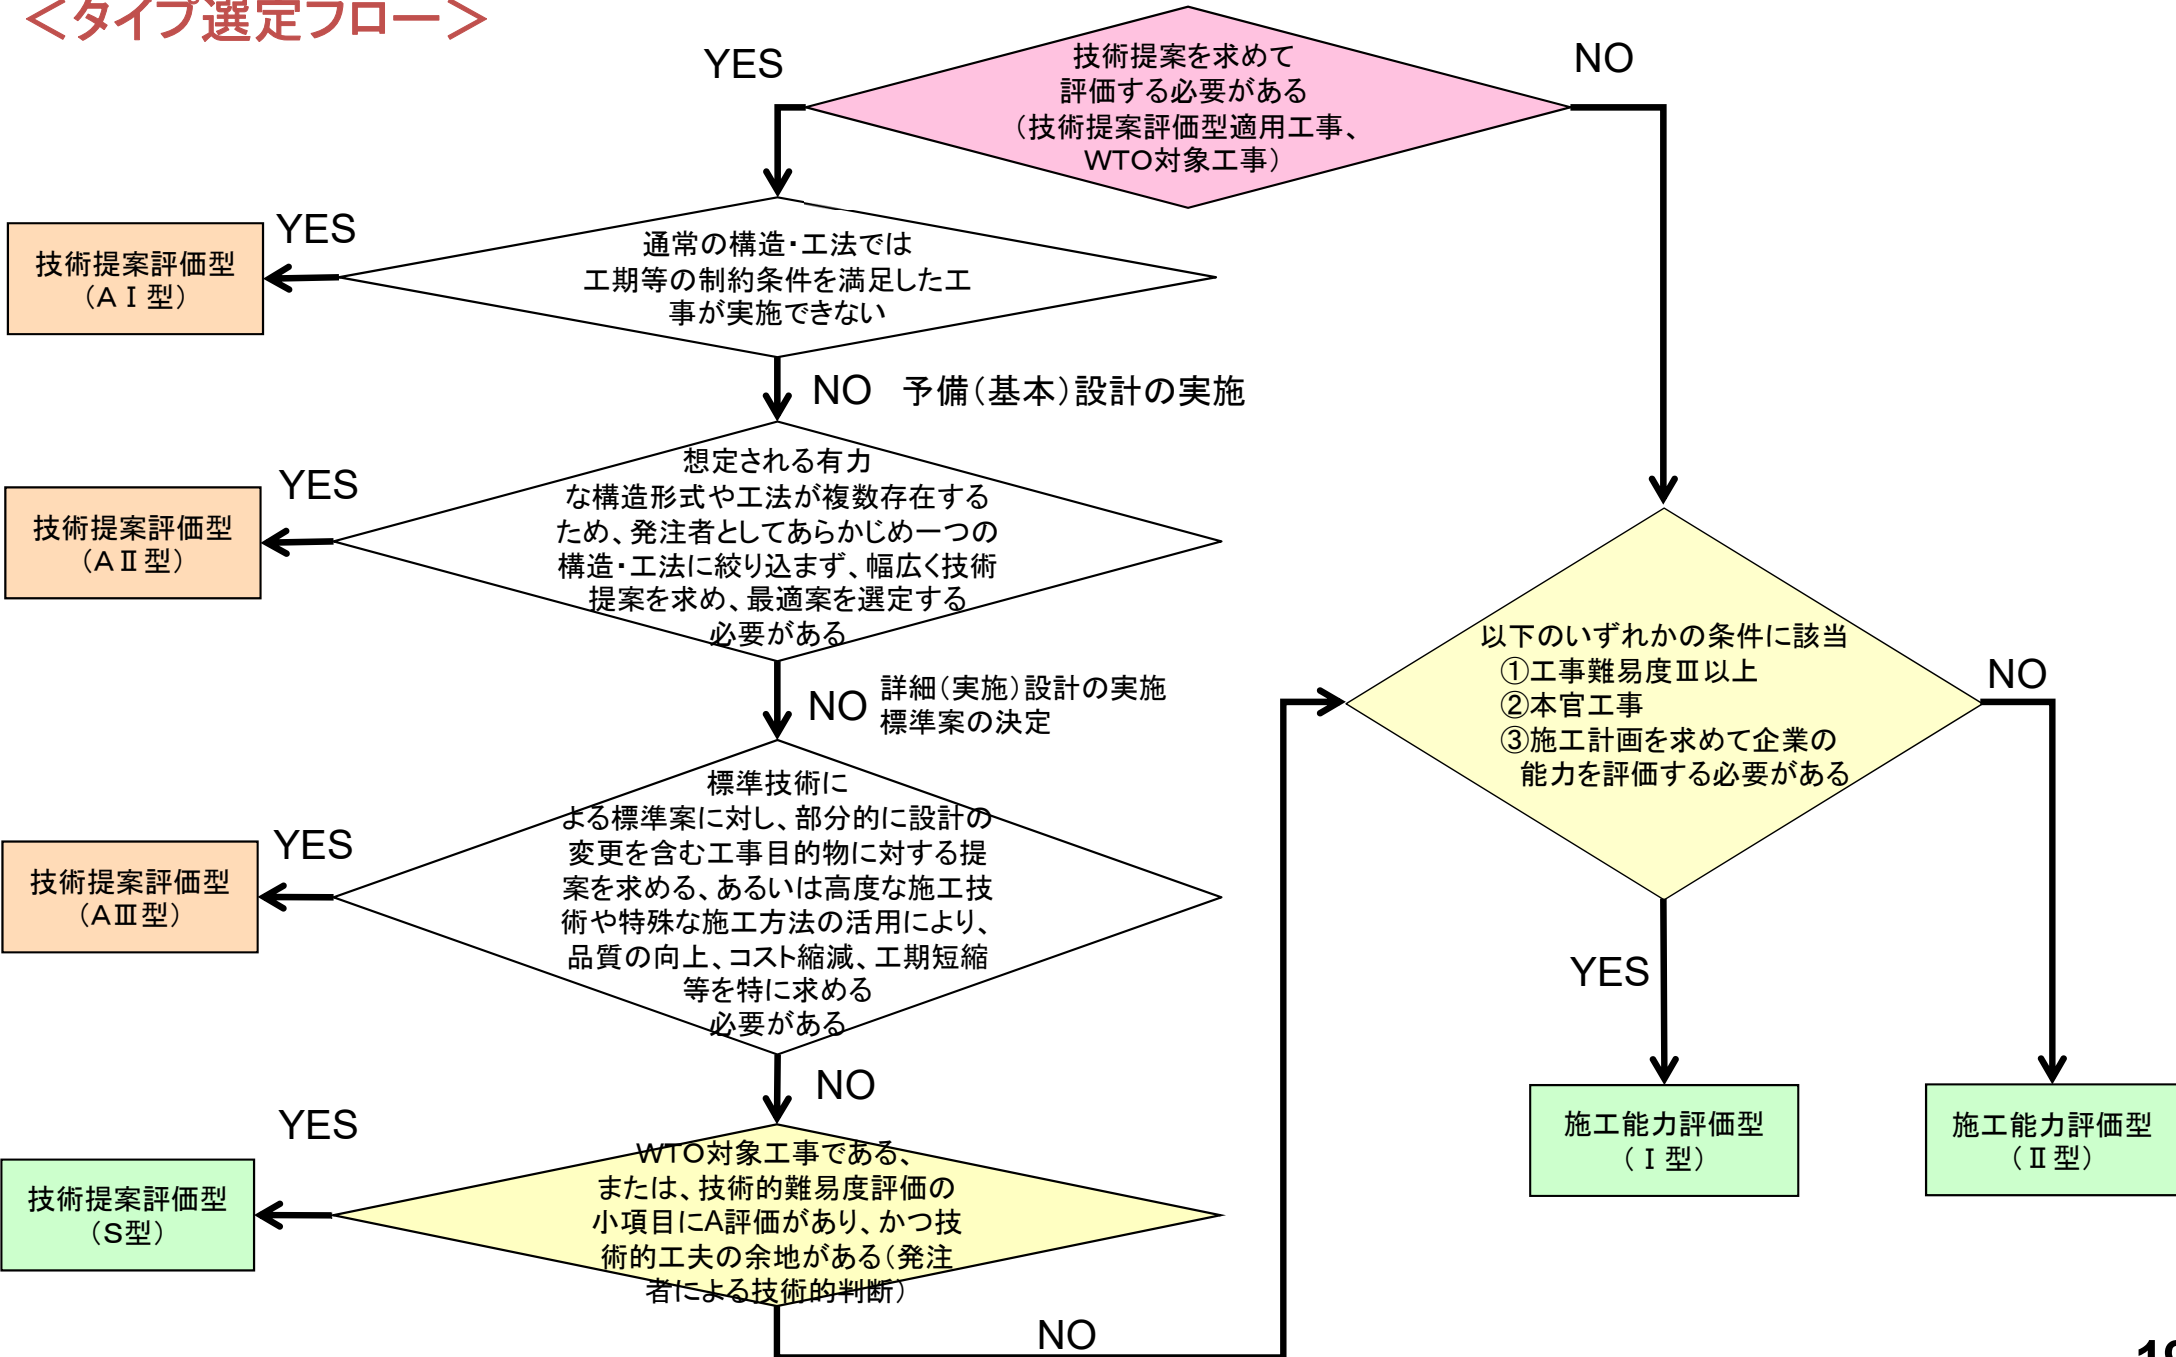 ＜タイプ選定フロー＞
YES
技術提案を求めて
評価する必要がある
（技術提案評価型適用工事、
WTO対象工事）
NO
YES
技術提案評価型
（AⅠ型）
通常の構造・工法では
工期等の制約条件を満足した工
事が実施できない
NO 予備（基本）設計の実施
YES
技術提案評価型
（AⅡ型）
想定される有力
な構造形式や工法が複数存在する
ため、発注者としてあらかじめ一つの
構造・工法に絞り込まず、幅広く技術
提案を求め、最適案を選定する
必要がある
NO
詳細（実施）設計の実施
標準案の決定
YES
技術提案評価型
（AⅢ型）
標準技術に
よる標準案に対し、部分的に設計の
変更を含む工事目的物に対する提
案を求める、あるいは高度な施工技
術や特殊な施工方法の活用により、
品質の向上、コスト縮減、工期短縮
等を特に求める
必要がある
NO
YES
技術提案評価型
（S型）
WTO対象工事である、
または、技術的難易度評価の
小項目にA評価があり、かつ技
術的工夫の余地がある（発注
者による技術的判断）
NO
以下のいずれかの条件に該当
①工事難易度Ⅲ以上
②本官工事
③施工計画を求めて企業の
能力を評価する必要がある
NO
YES
施工能力評価型
（Ⅰ型）
施工能力評価型
（Ⅱ型）